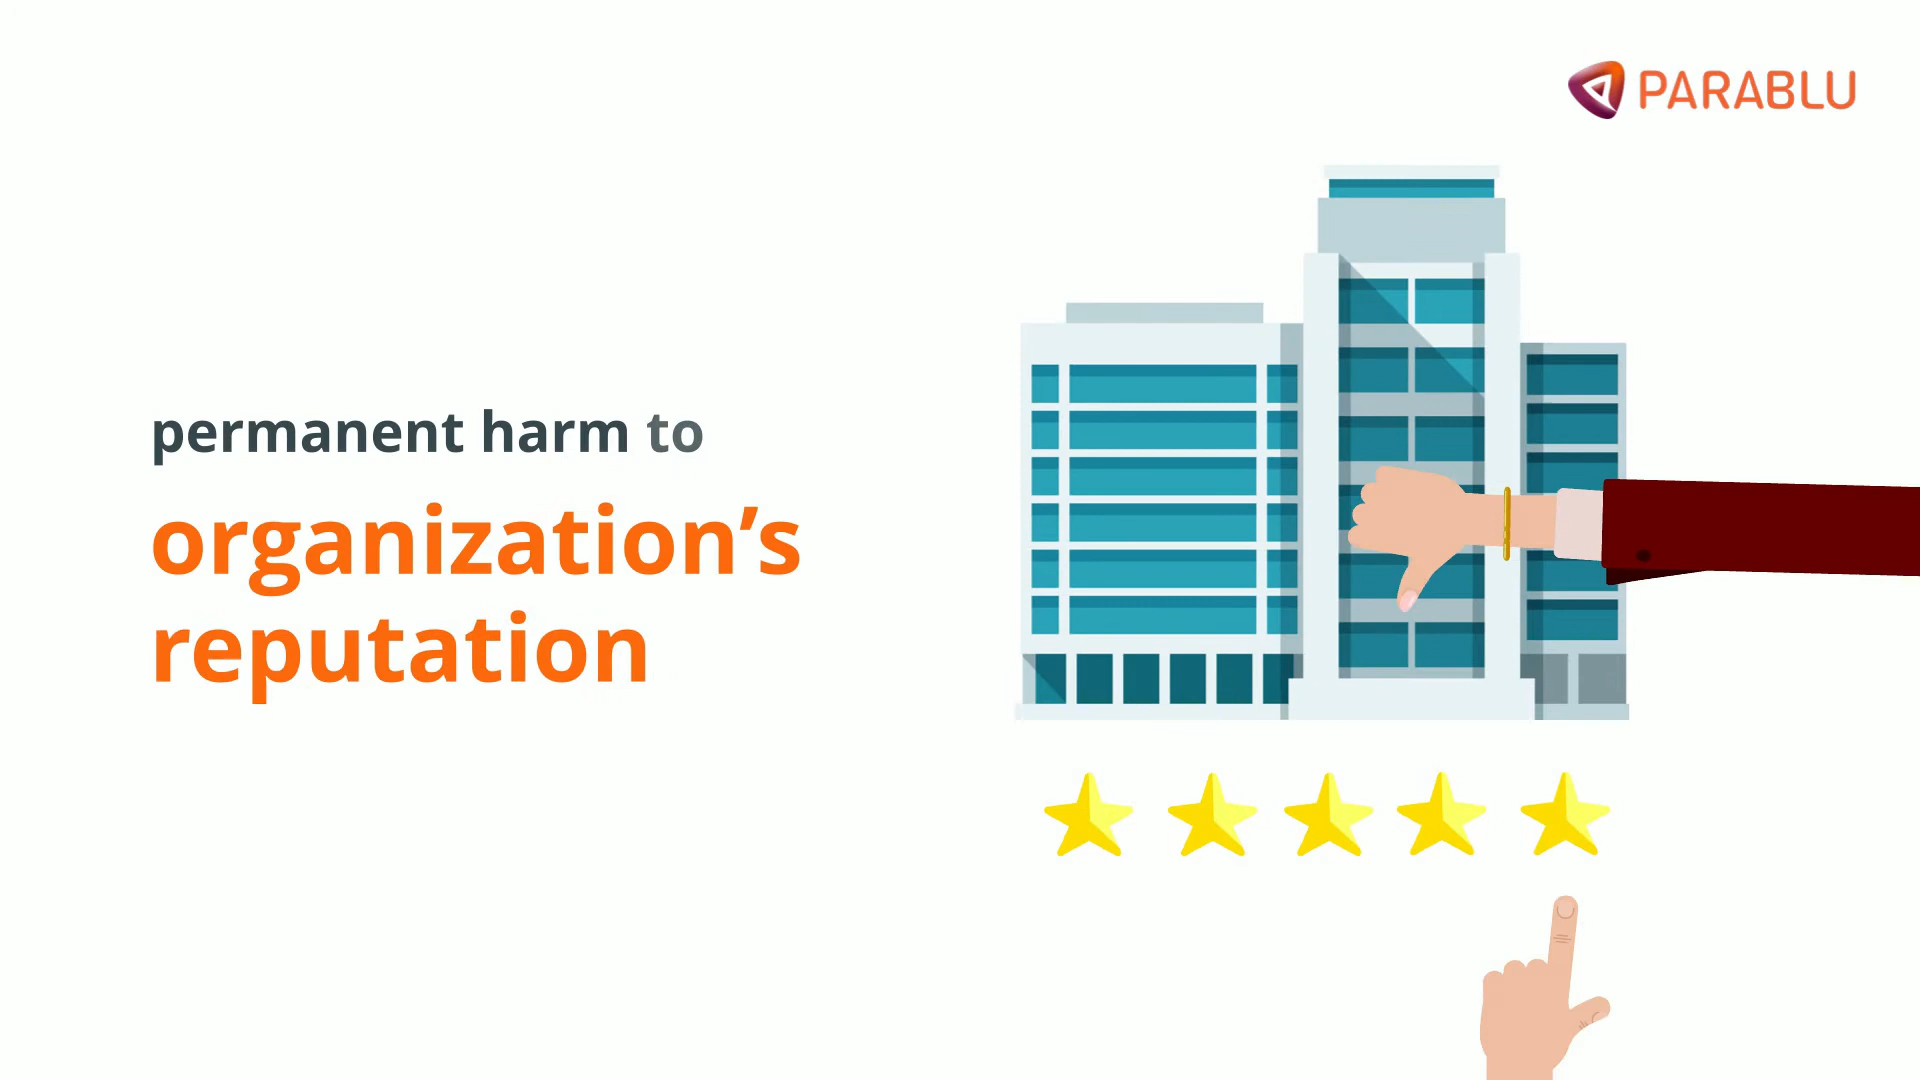 PARABLU
permanent harm to
organization’s
reputation